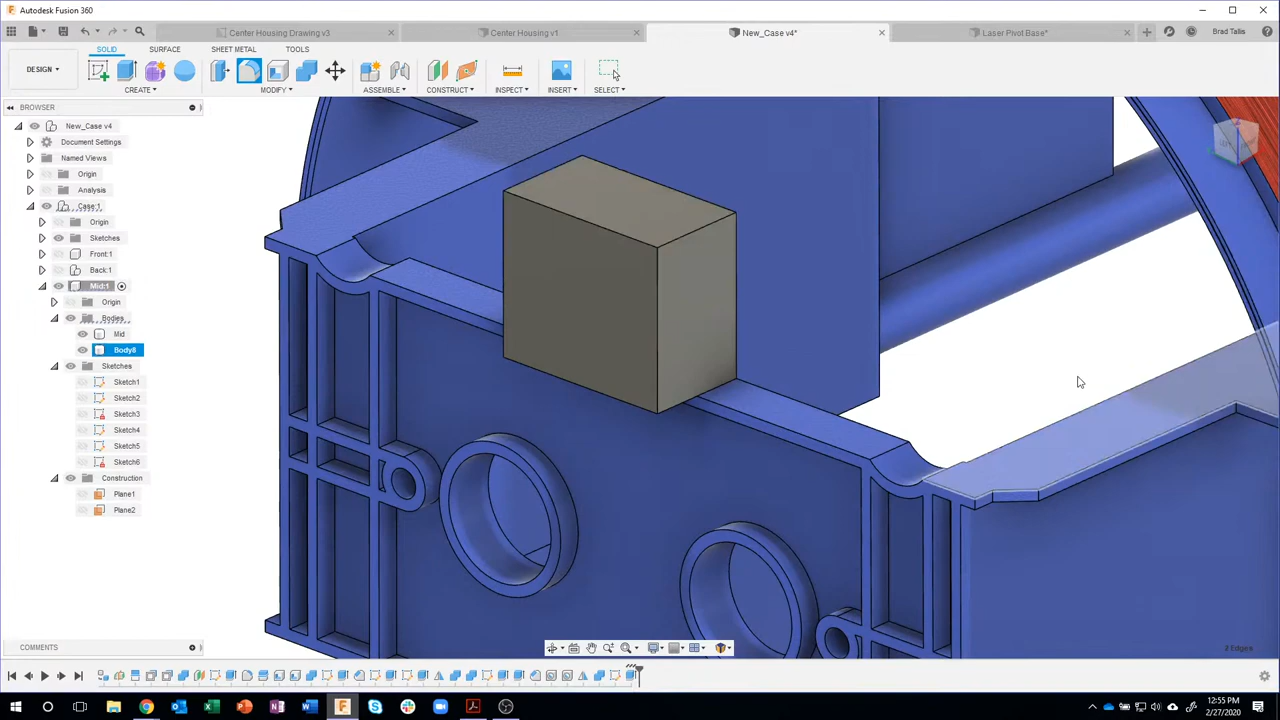 Autodesk Fusion 360
Center Housing Drawing v3
Center Housing v1
New_Case v4*
Laser Pivot Base*
Brad Tallis
SOLID
SURFACE
SHEET METAL
TOOLS
DESIGN
CREATE
MODIFY
ASSEMBLE
CONSTRUCT
INSPECT
INSERT
SELECT
BROWSER
New_Case v4
Document Settings
Named Views
Origin
Analysis
Case:1
Origin
Sketches
Front:1
Back:1
Mid:1
Origin
Bodies
Mid
Body8
Sketches
Sketch1
Sketch2
Sketch3
Sketch4
Sketch5
Sketch6
Construction
Plane1
Plane2
COMMENTS
2 Edges
12:55 PM
2/27/2020